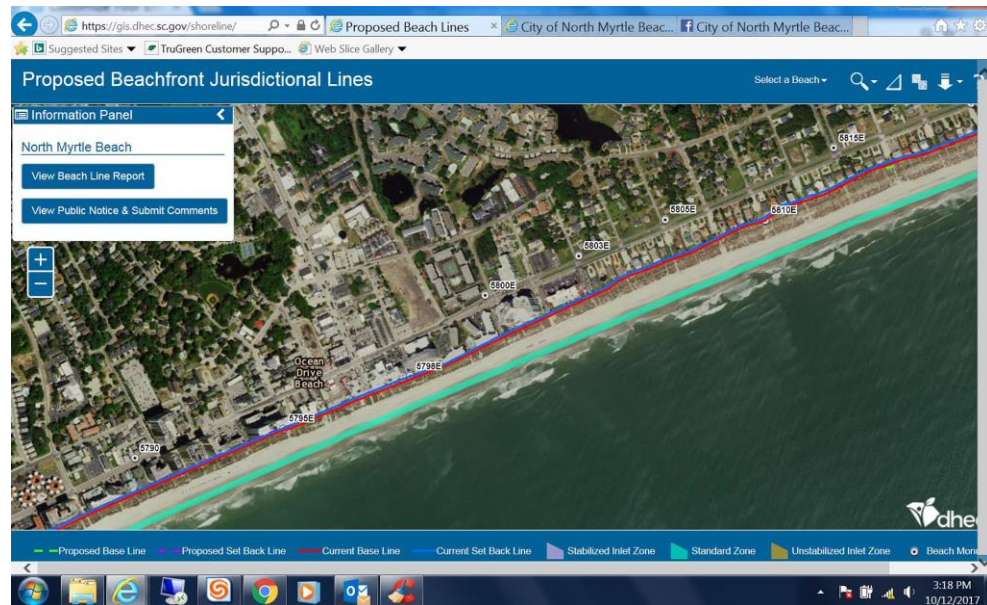 https://gis.dhec.sc.gov/shoreline/
Proposed Beach Lines
City of North Myrtle Beac...
City of North Myrtle Beac...
Suggested Sites
TruGreen Customer Suppo...
Web Slice Gallery
Proposed Beachfront Jurisdictional Lines
Select a Beach
Information Panel
North Myrtle Beach
View Beach Line Report
View Public Notice & Submit Comments
5815E
5805E
5810E
5803E
5800E
Ocean
Drive
Beach
5798E
5795E
5790
dhe
Proposed Base Line
Proposed Set Back Line
Current Base Line
Current Set Back Line
Stabilized Inlet Zone
Standard Zone
Unstabilized Inlet Zone
Beach Mon
3:18 PM
10/12/2017